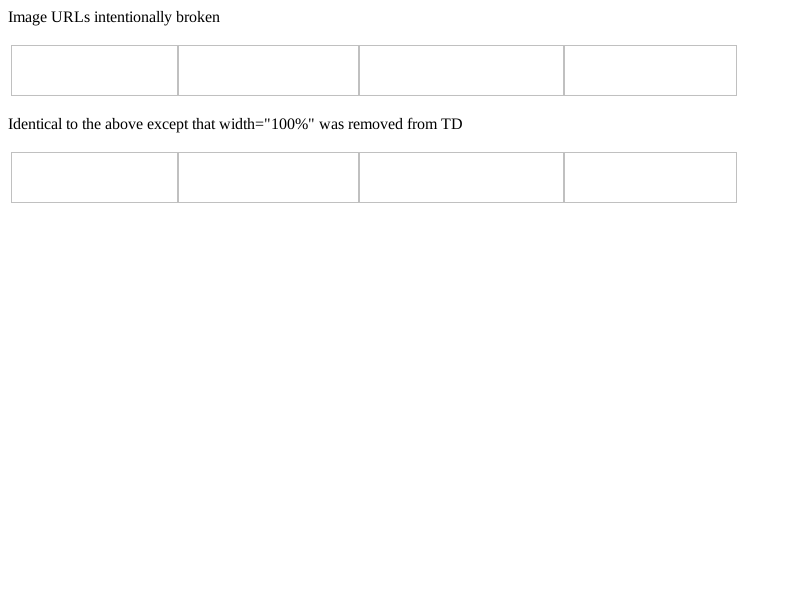 Image URLs intentionally broken
Identical to the above except that width="100%" was removed from TD